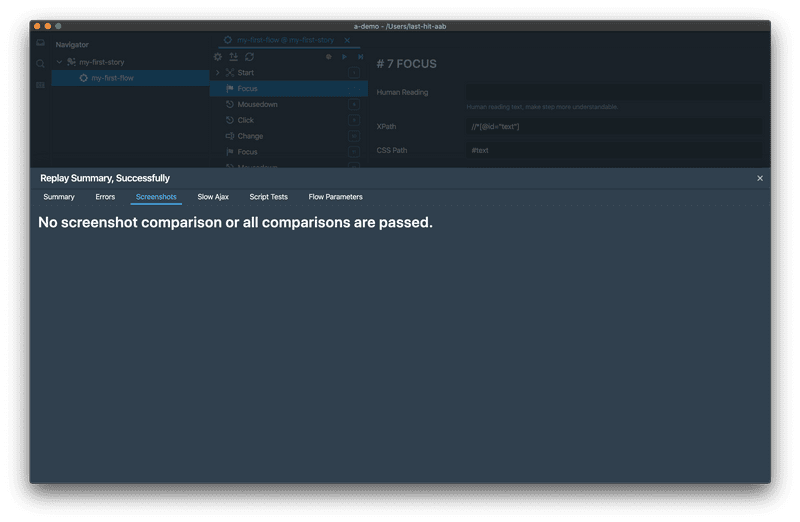 a-demo - /Users/last-hit-aab
Navigator
my-first-story
my-first-flow
my-first-flow @ my-first-story
Start
Focus
Mousedown
Click
Change
Focus
Mousedown
# 7 FOCUS
Human Reading
Human reading text, make step more understandable.
XPath
//*[@id="text"]
CSS Path
#text
Replay Summary, Successfully
Summary Errors Screenshots Slow Ajax Script Tests Flow Parameters
No screenshot comparison or all comparisons are passed.